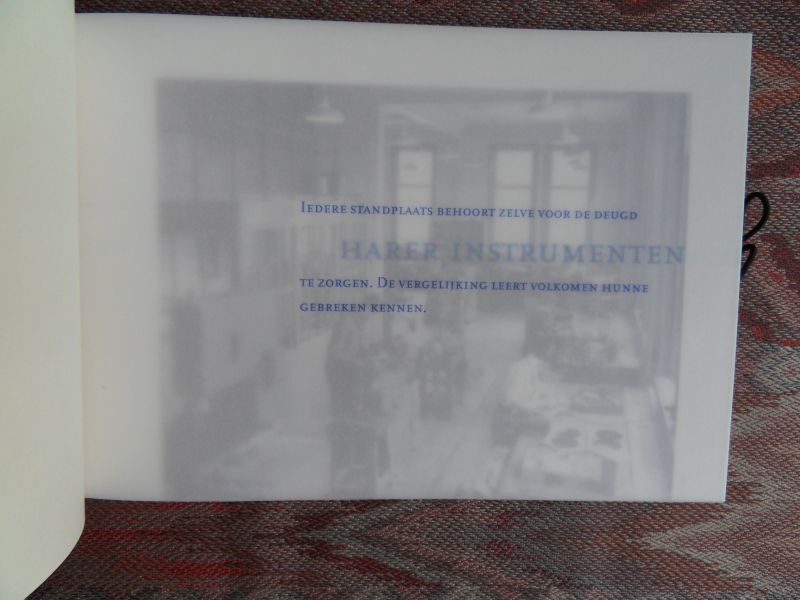 Iedere standplaats behoort zelve voor de deugd
harer instrumenten
te zorgen. De vergelijking leert volkomen hunne
gebreken kennen.